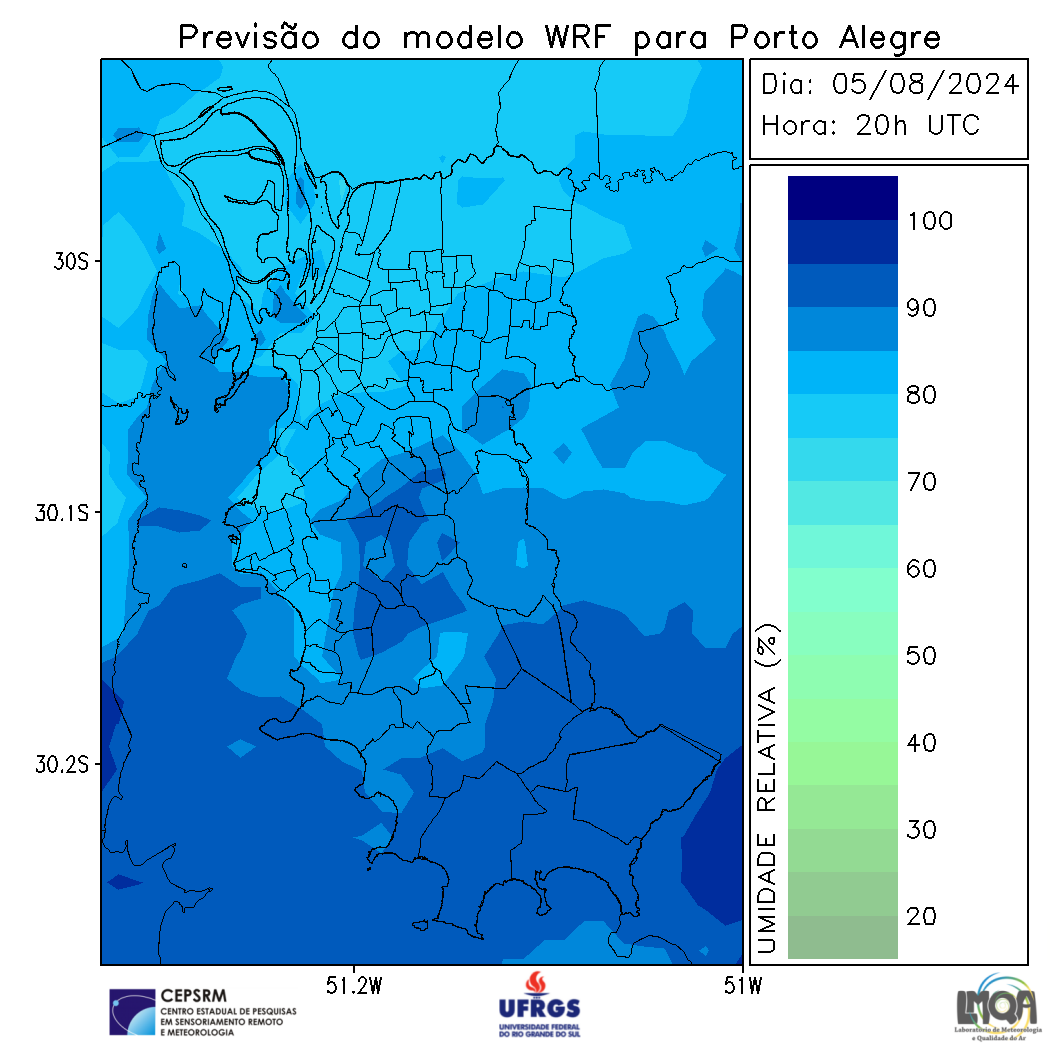 Previsão do modelo WRF para Porto Alegre
Dia: 05/08/2024
Hora: 20h UTC
30S
30.1S
30.2S
51.2W
51W
UMIDADE RELATIVA (%)
100
90
80
70
60
50
40
30
20
CEPSRM
CENTRO ESTADUAL DE PESQUISAS
EM SENSORIAMENTO REMOTO
E METEOROLOGIA
UFRGS
UNIVERSIDADE FEDERAL
DO RIO GRANDE DO SUL
LMQA
Laboratório de Meteorologia
e Qualidade do Ar